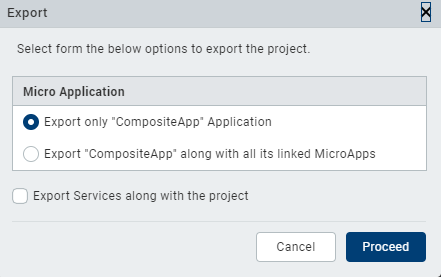 Export
Select form the below options to export the project.
Micro Application
Export only "CompositeApp" Application
Export "CompositeApp" along with all its linked MicroApps
Export Services along with the project
Cancel
Proceed